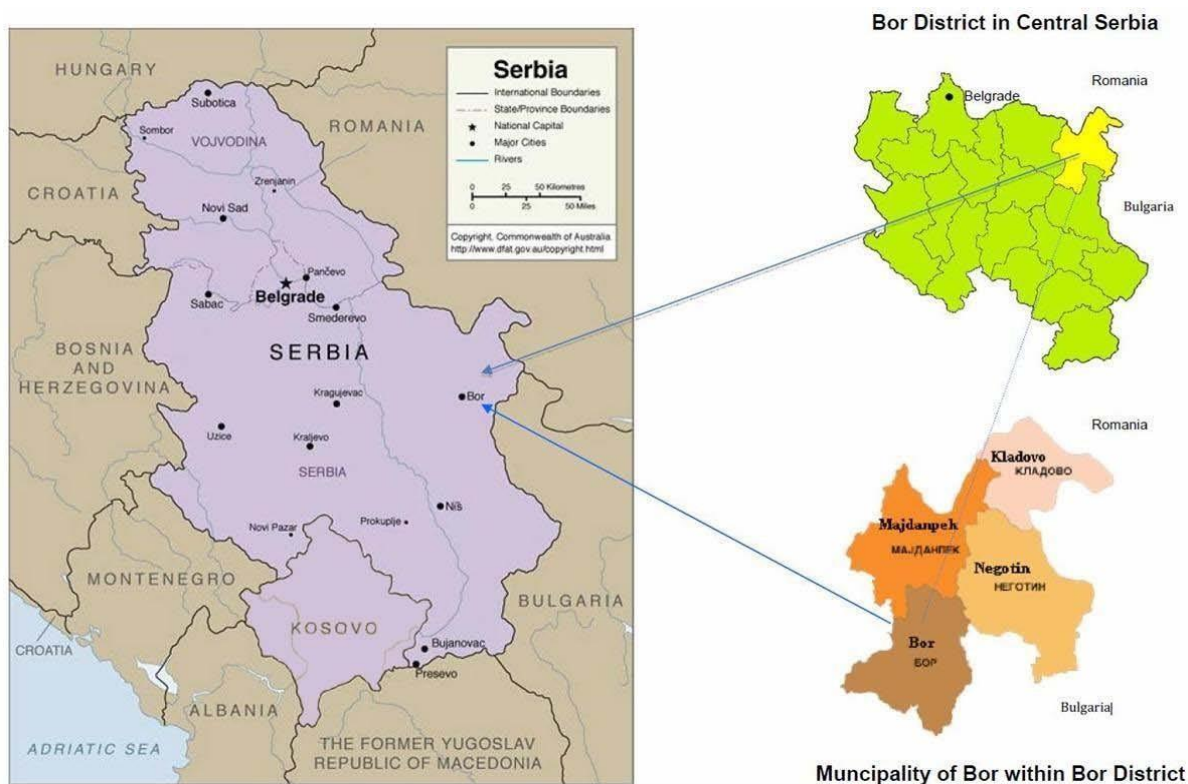 Bor District in Central Serbia
HUNGARY
Subotica
Sombor
VOJVODINA
ROMANIA
CROATIA
Zrenjanin
Novi Sad
Pančevo
Belgrade
Sabac
Smederevo
BOSNIA
AND
HERZEGOVINA
SERBIA
Kragujevac
Bor
Uzice
Kraljevo
SERBIA
Niš
Prokuplje
Novi Pazar
MONTENEGRO
KOSOVO
BULGARIA
CROATIA
Bujanovac
Presevo
ALBANIA
ADRIATIC SEA
THE FORMER YUGOSLAV
REPUBLIC OF MACEDONIA
Serbia
International Boundaries
State/Province Boundaries
National Capital
Major Cities
Rivers
0 25 50 Kilometres
0 25 50 Miles
Copyright, Commonwealth of Australia
http://www.dfat.gov.au/copyright.html
Romania
Belgrade
Bulgaria
Romania
Kladovo
КЛАДОВО
Majdanpek
МАЈДАНПЕК
Negotin
НЕГОТИН
Bor
БОР
Bulgaria
Muncipality of Bor within Bor District